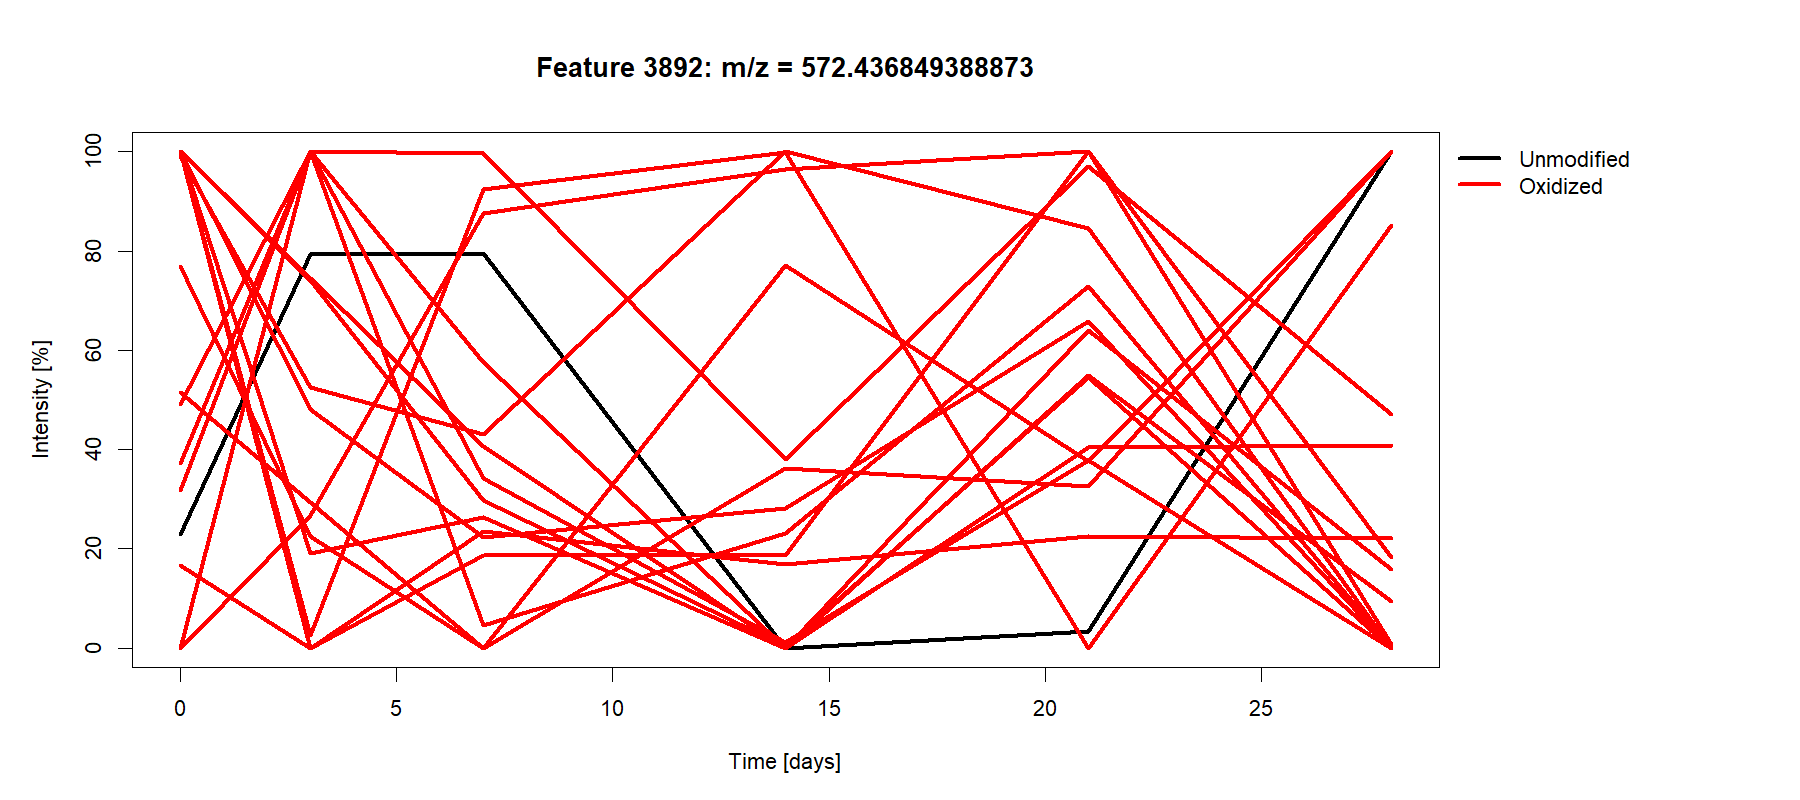 Feature 3892: m/z = 572.436849388873
Unmodified
Oxidized
Intensity [%]
100
80
60
40
20
0
0 5 10 15 20 25
Time [days]